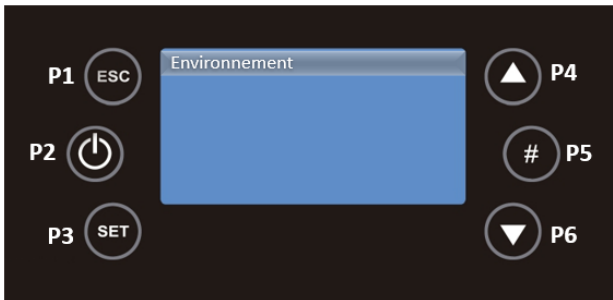 Environnement
P1 ESC
P4
P2
# P5
P3 SET
P6